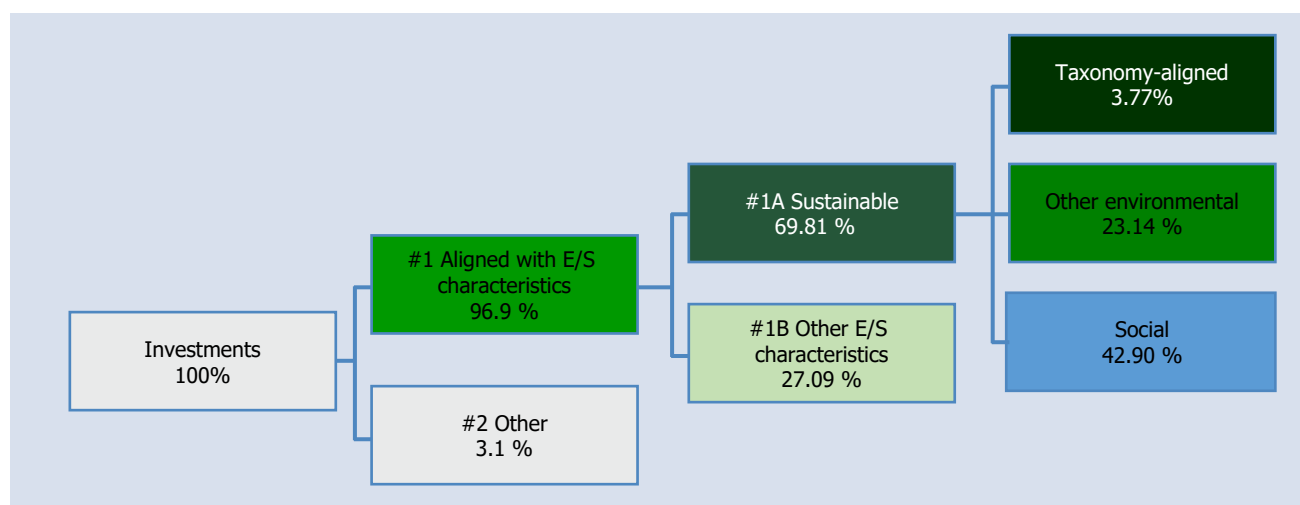 Investments
100%
#1 Aligned with E/S
characteristics
96.9 %
#2 Other
3.1 %
#1A Sustainable
69.81 %
#1B Other E/S
characteristics
27.09 %
Taxonomy-aligned
3.77%
Other environmental
23.14 %
Social
42.90 %